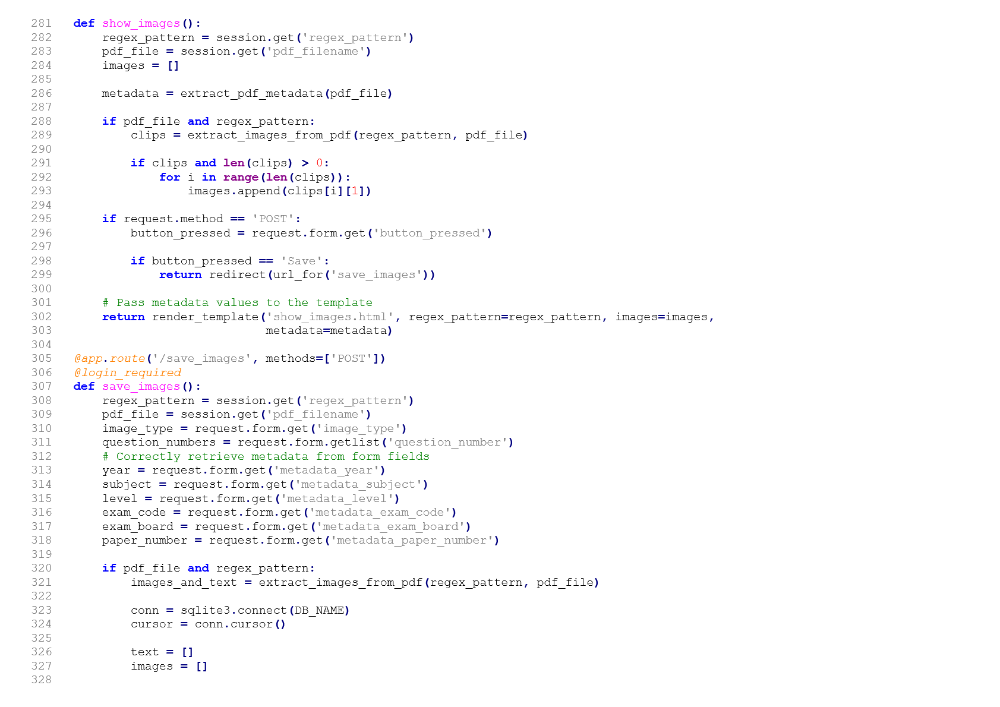 281 def show_images():
282     regex_pattern = session.get('regex_pattern')
283     pdf_file = session.get('pdf_filename')
284     images = []
285
286     metadata = extract_pdf_metadata(pdf_file)
287
288     if pdf_file and regex_pattern:
289         clips = extract_images_from_pdf(regex_pattern, pdf_file)
290
291         if clips and len(clips) > 0:
292             for i in range(len(clips)):
293                 images.append(clips[i][1])
294
295     if request.method == 'POST':
296         button_pressed = request.form.get('button_pressed')
297
298         if button_pressed == 'Save':
299             return redirect(url_for('save_images'))
300
301     # Pass metadata values to the template
302     return render_template('show_images.html', regex_pattern=regex_pattern, images=images,
303                            metadata=metadata)
304
305 @app.route('/save_images', methods=['POST'])
306 @login_required
307 def save_images():
308     regex_pattern = session.get('regex_pattern')
309     pdf_file = session.get('pdf_filename')
310     image_type = request.form.get('image_type')
311     question_numbers = request.form.getlist('question_number')
312     # Correctly retrieve metadata from form fields
313     year = request.form.get('metadata_year')
314     subject = request.form.get('metadata_subject')
315     level = request.form.get('metadata_level')
316     exam_code = request.form.get('metadata_exam_code')
317     exam_board = request.form.get('metadata_exam_board')
318     paper_number = request.form.get('metadata_paper_number')
319
320     if pdf_file and regex_pattern:
321         images_and_text = extract_images_from_pdf(regex_pattern, pdf_file)
322
323         conn = sqlite3.connect(DB_NAME)
324         cursor = conn.cursor()
325
326         text = []
327         images = []
328